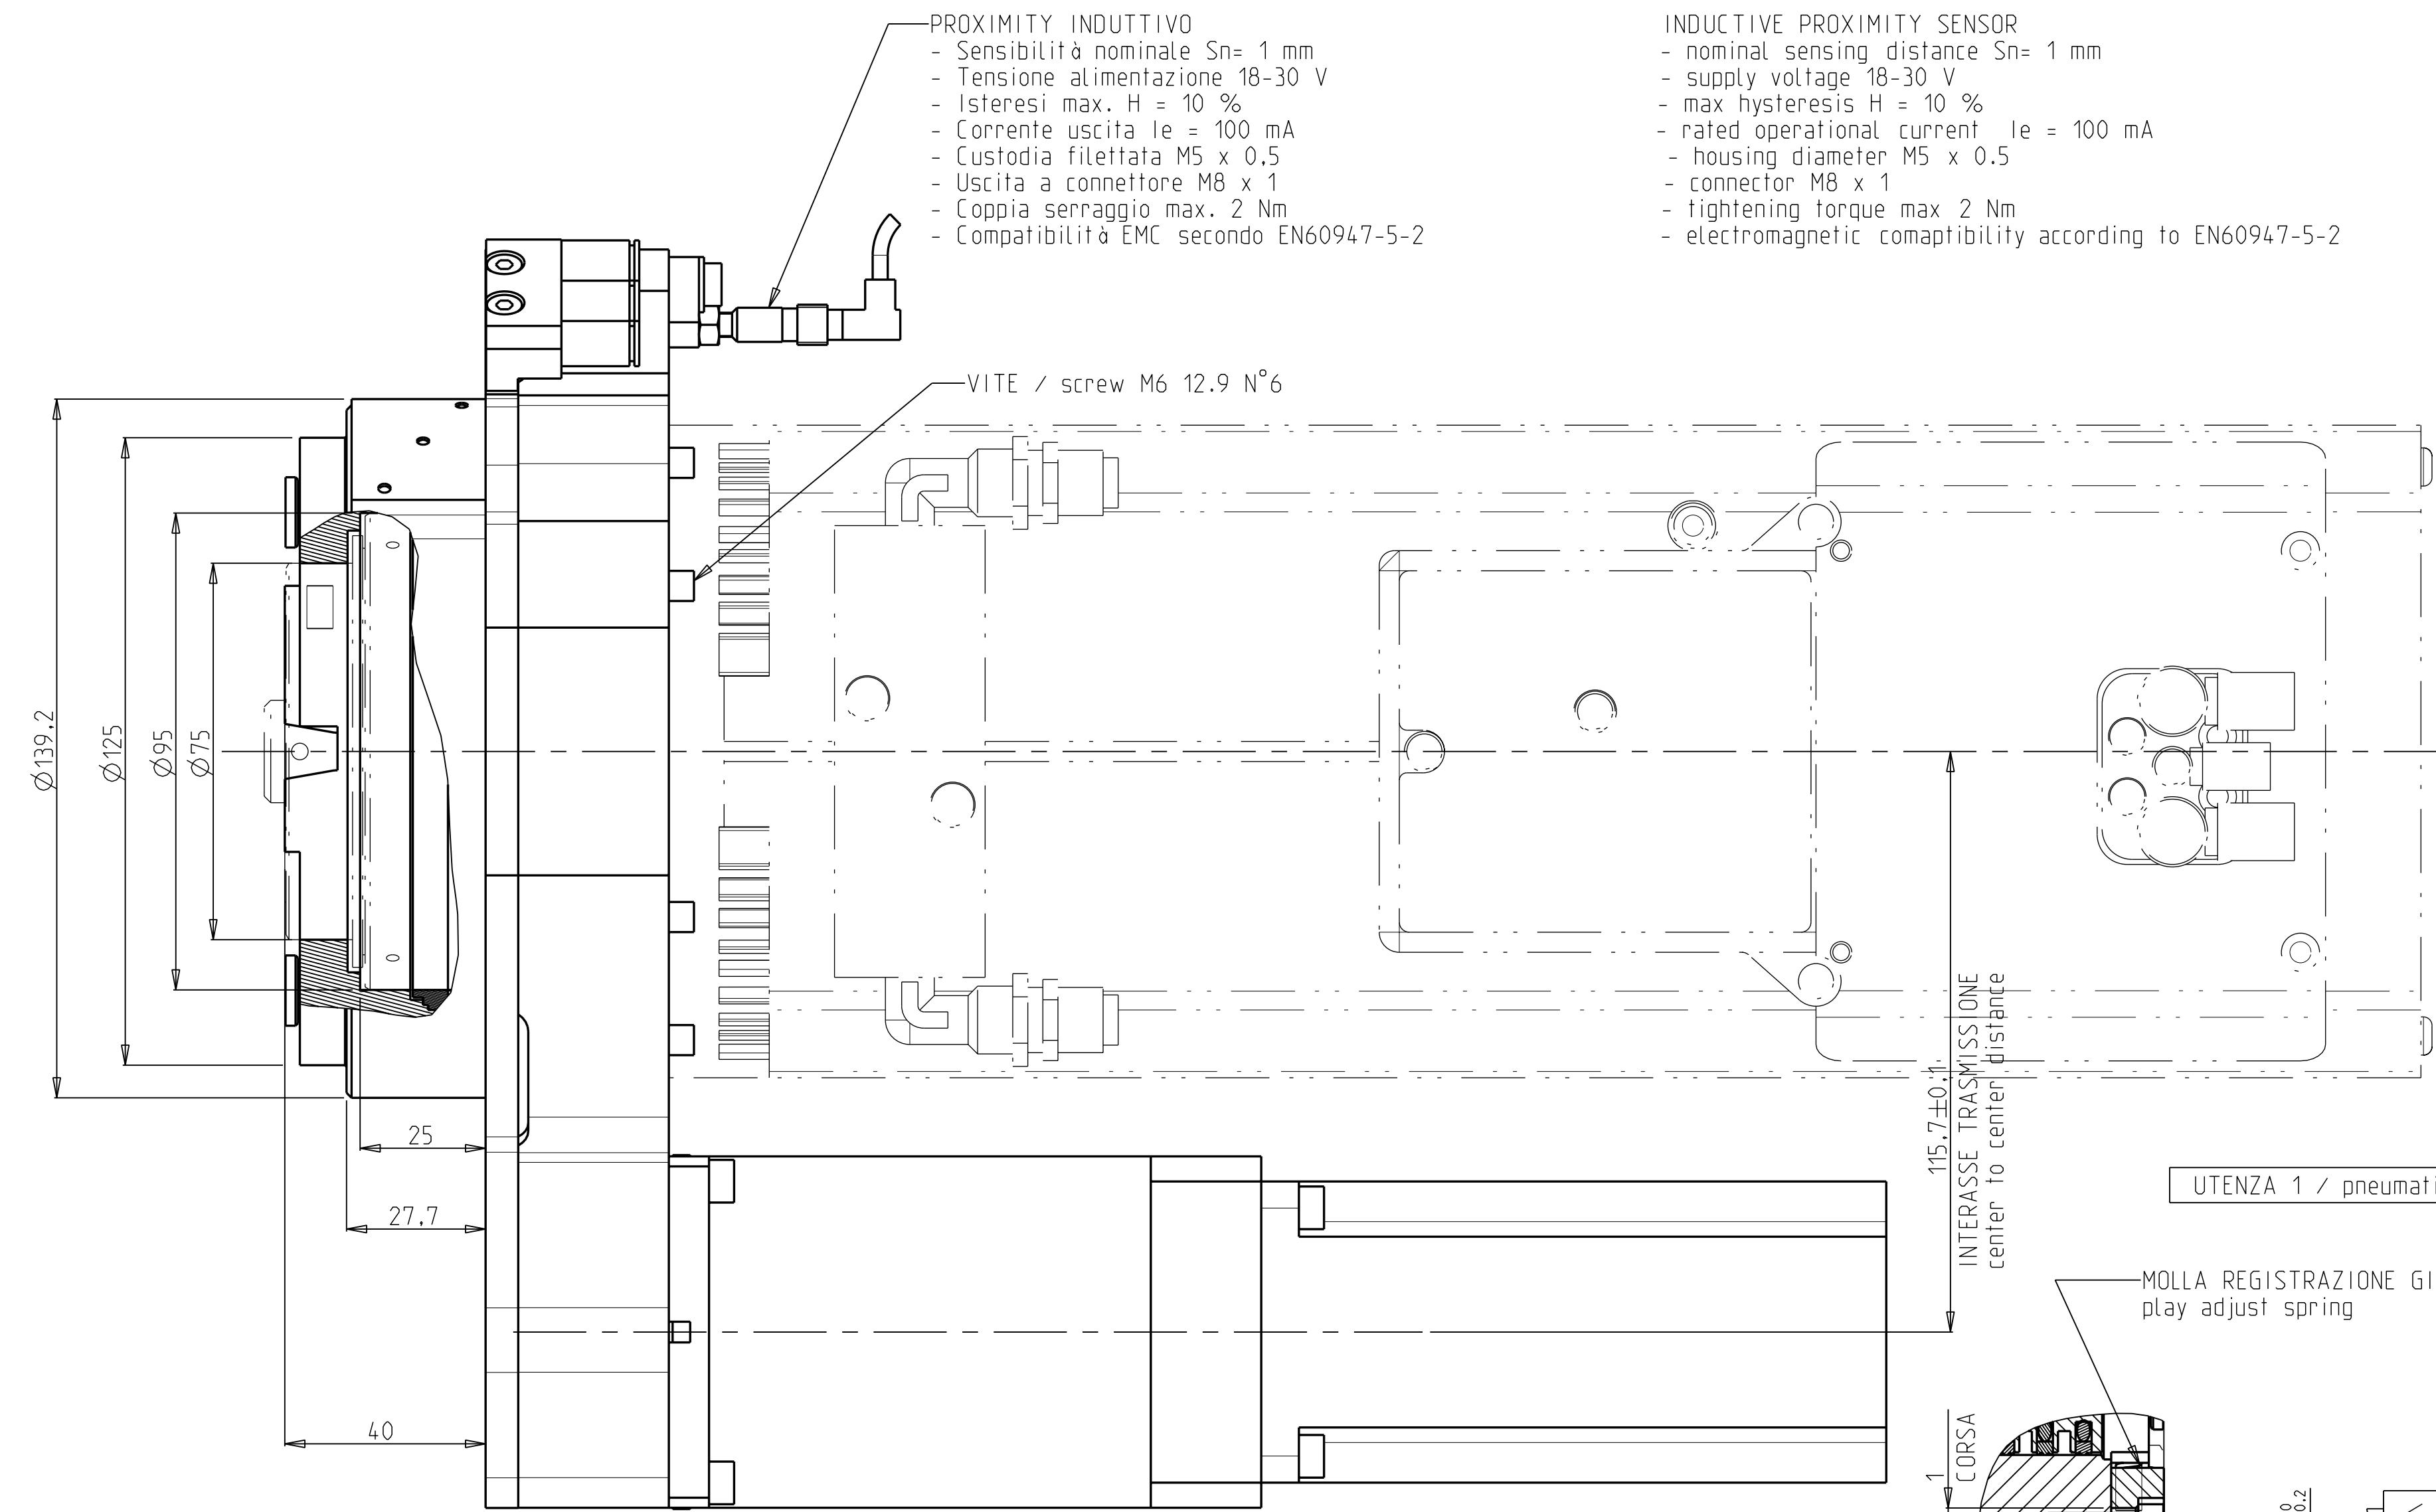 PROXIMITY INDUTTIVO
- Sensibilità nominale Sn= 1 mm
- Tensione alimentazione 18-30 V
- Isteresi max. H = 10 %
- Corrente uscita Ie = 100 mA
- Custodia filettata M5 x 0,5
- Uscita a connettore M8 x 1
- Coppia serraggio max. 2 Nm
- Compatibilità EMC secondo EN60947-5-2
INDUCTIVE PROXIMITY SENSOR
- nominal sensing distance Sn= 1 mm
- supply voltage 18-30 V
- max hysteresis H = 10 %
- rated operational current Ie = 100 mA
- housing diameter M5 x 0.5
- connector M8 x 1
- tightening torque max 2 Nm
- electromagnetic comaptibility according to EN60947-5-2
VITE / screw M6 12.9 N°6
Ø139,2
Ø125
Ø95
Ø75
25
27,7
40
115,7±0,1
INTERASSE TRASMISSIONE
center to center distance
UTENZA 1 / pneumati
MOLLA REGISTRAZIONE GI
play adjust spring
1
CORSA
0
0.2
1